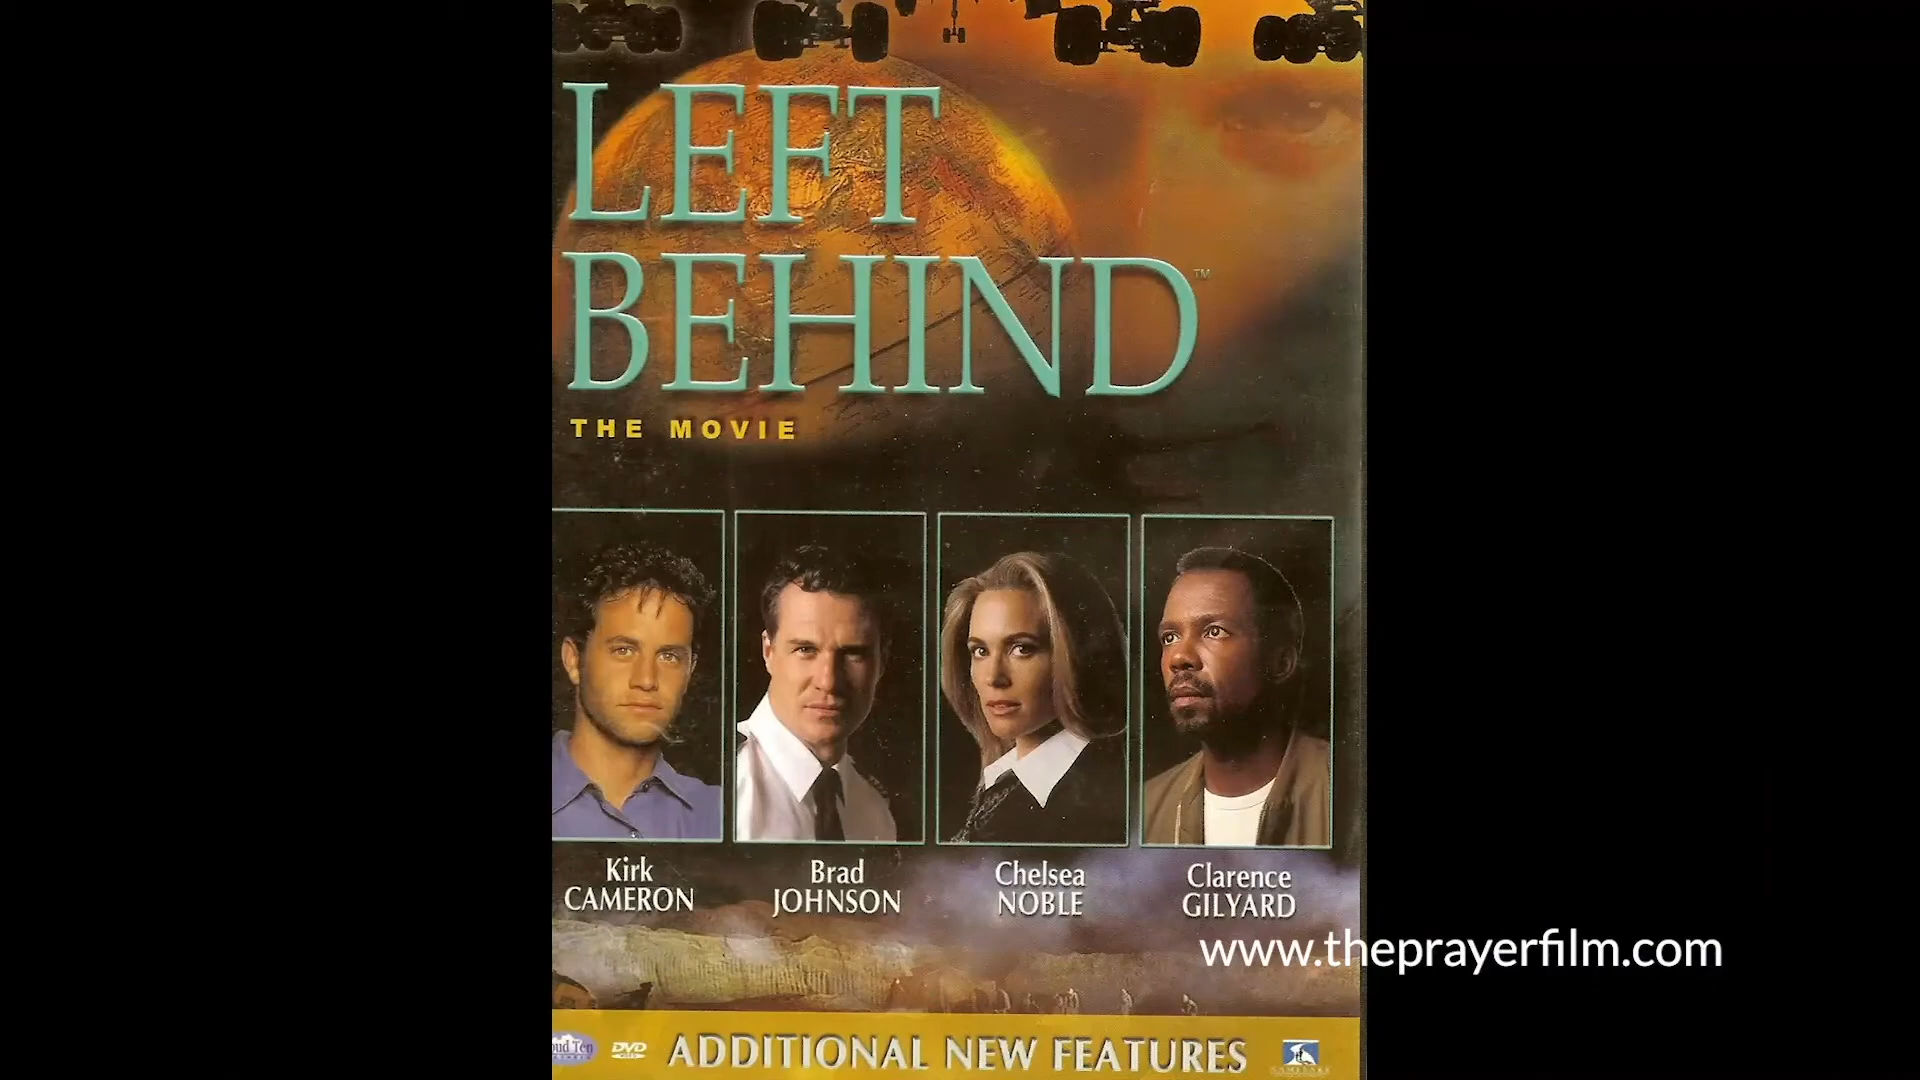 LEFT
BEHIND™
THE MOVIE
Kirk
CAMERON
Brad
JOHNSON
Chelsea
NOBLE
Clarence
GILYARD
www.theprayerfilm.com
DVD
ADDITIONAL NEW FEATURES